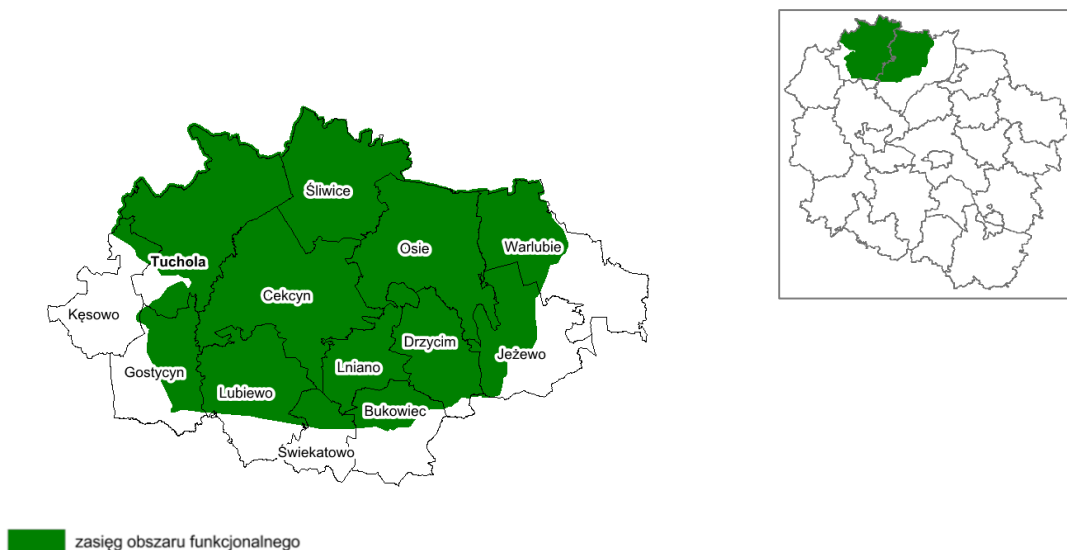 Śliwice
Osie
Warlubie
Tuchola
Cekcyn
Kęsowo
Drzycim
Jeżewo
Gostycyn
Lniano
Lubiewo
Bukowiec
Świekatowo
zasięg obszaru funkcjonalnego